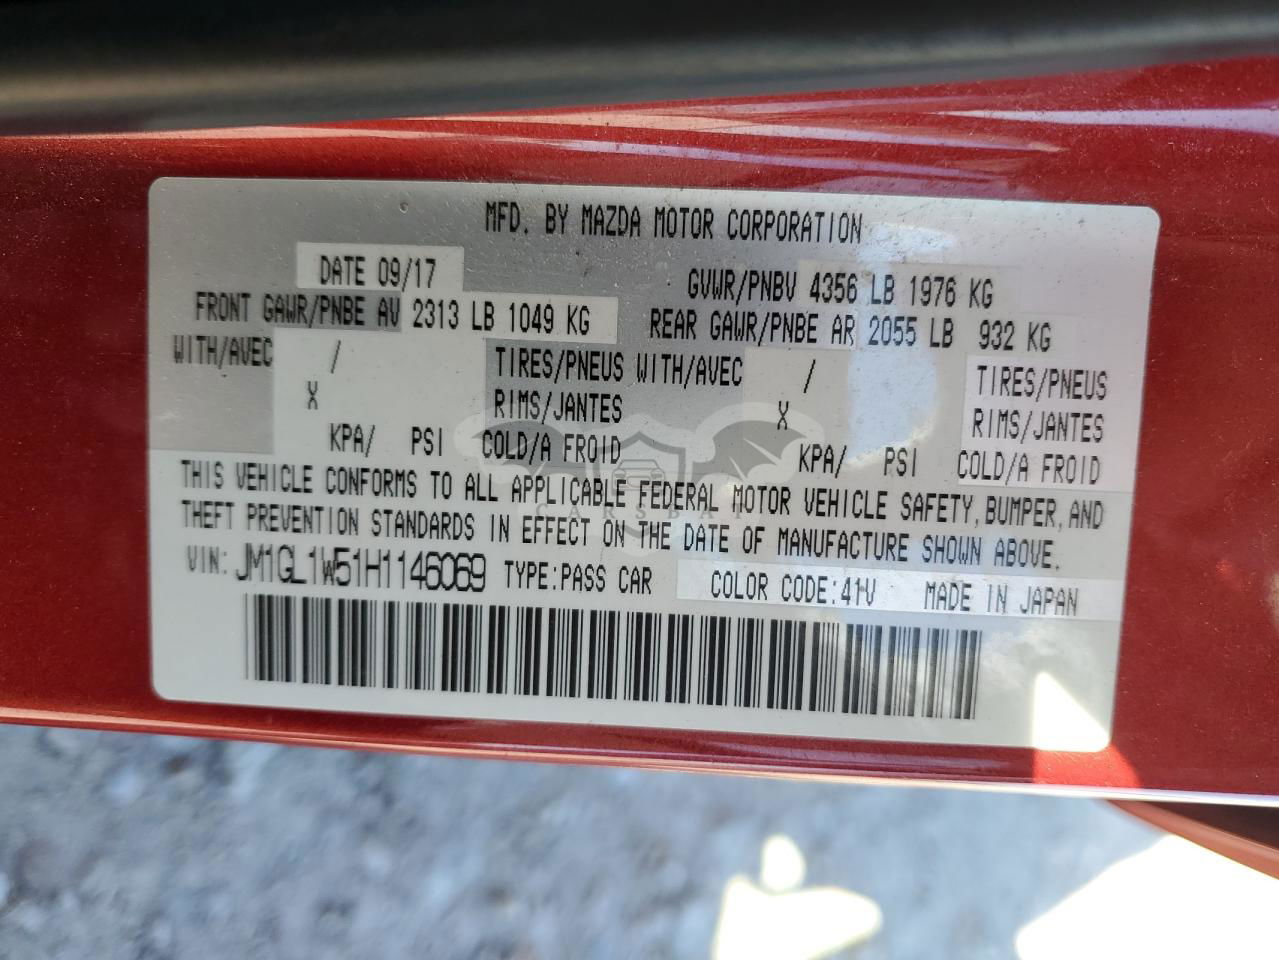 MFD. BY MAZDA MOTOR CORPORATION
DATE 09/17 GVWR/PNBV 4356 LB 1976 KG
FRONT GAWR/PNBE AV 2313 LB 1049 KG REAR GAWR/PNBE AR 2055 LB 932 KG
WITH/AVEC / TIRES/PNEUS WITH/AVEC / TIRES/PNEUS
X RIMS/JANTES X RIMS/JANTES
KPA/ PSI COLD/A FROID KPA/ PSI COLD/A FROID
THIS VEHICLE CONFORMS TO ALL APPLICABLE FEDERAL MOTOR VEHICLE SAFETY, BUMPER, AND
CARSBAT
THEFT PREVENTION STANDARDS IN EFFECT ON THE DATE OF MANUFACTURE SHOWN ABOVE.
VIN: JM1GL1W51H1146069 TYPE:PASS CAR COLOR CODE:41V MADE IN JAPAN